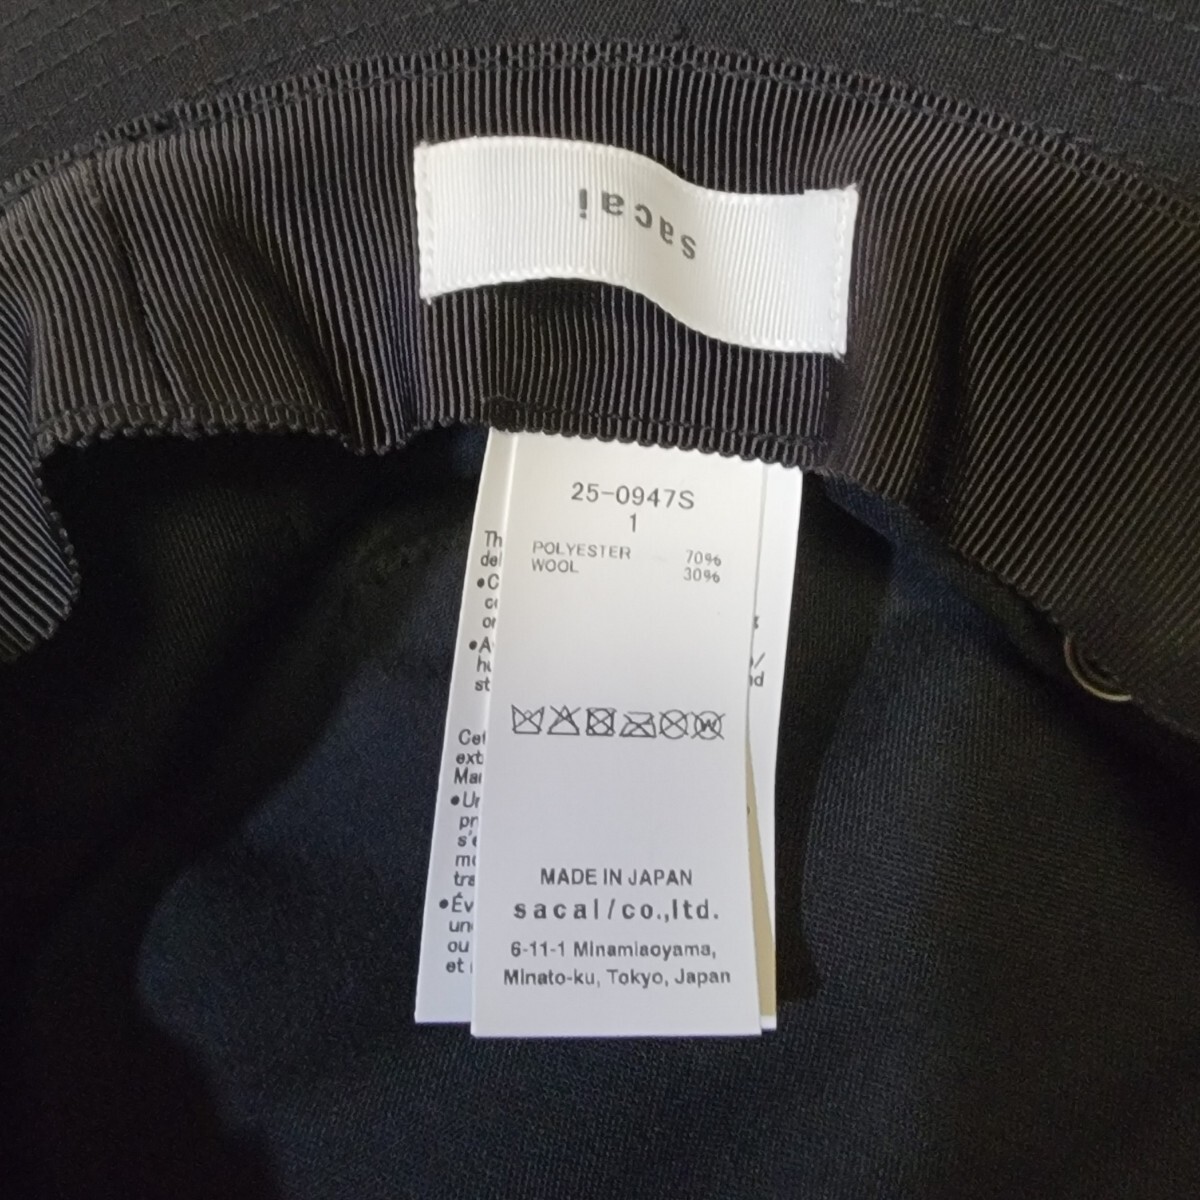 sacai
25-0947S
1
POLYESTER 70%
WOOL 30%
MADE IN JAPAN
sacai/co.,ltd.
6-11-1 Minamiaoyama,
Minato-ku, Tokyo, Japan